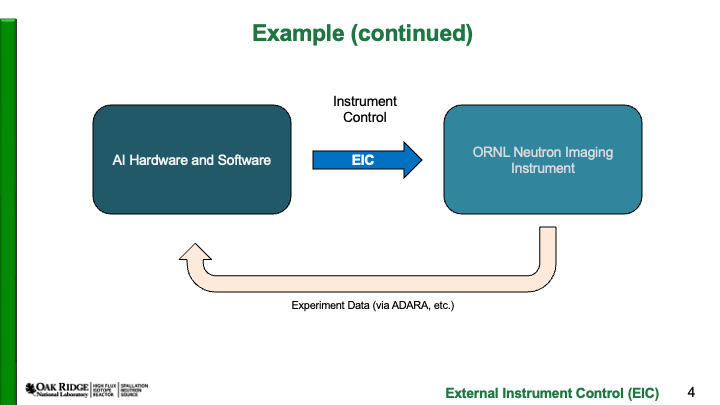 Example (continued)
Instrument
Control
AI Hardware and Software
EIC
ORNL Neutron Imaging
Instrument
Experiment Data (via ADARA, etc.)
OAK RIDGE
National Laboratory
HIGH FLUX
ISOTOPE
REACTOR
SPALLATION
NEUTRON
SOURCE
External Instrument Control (EIC)
4